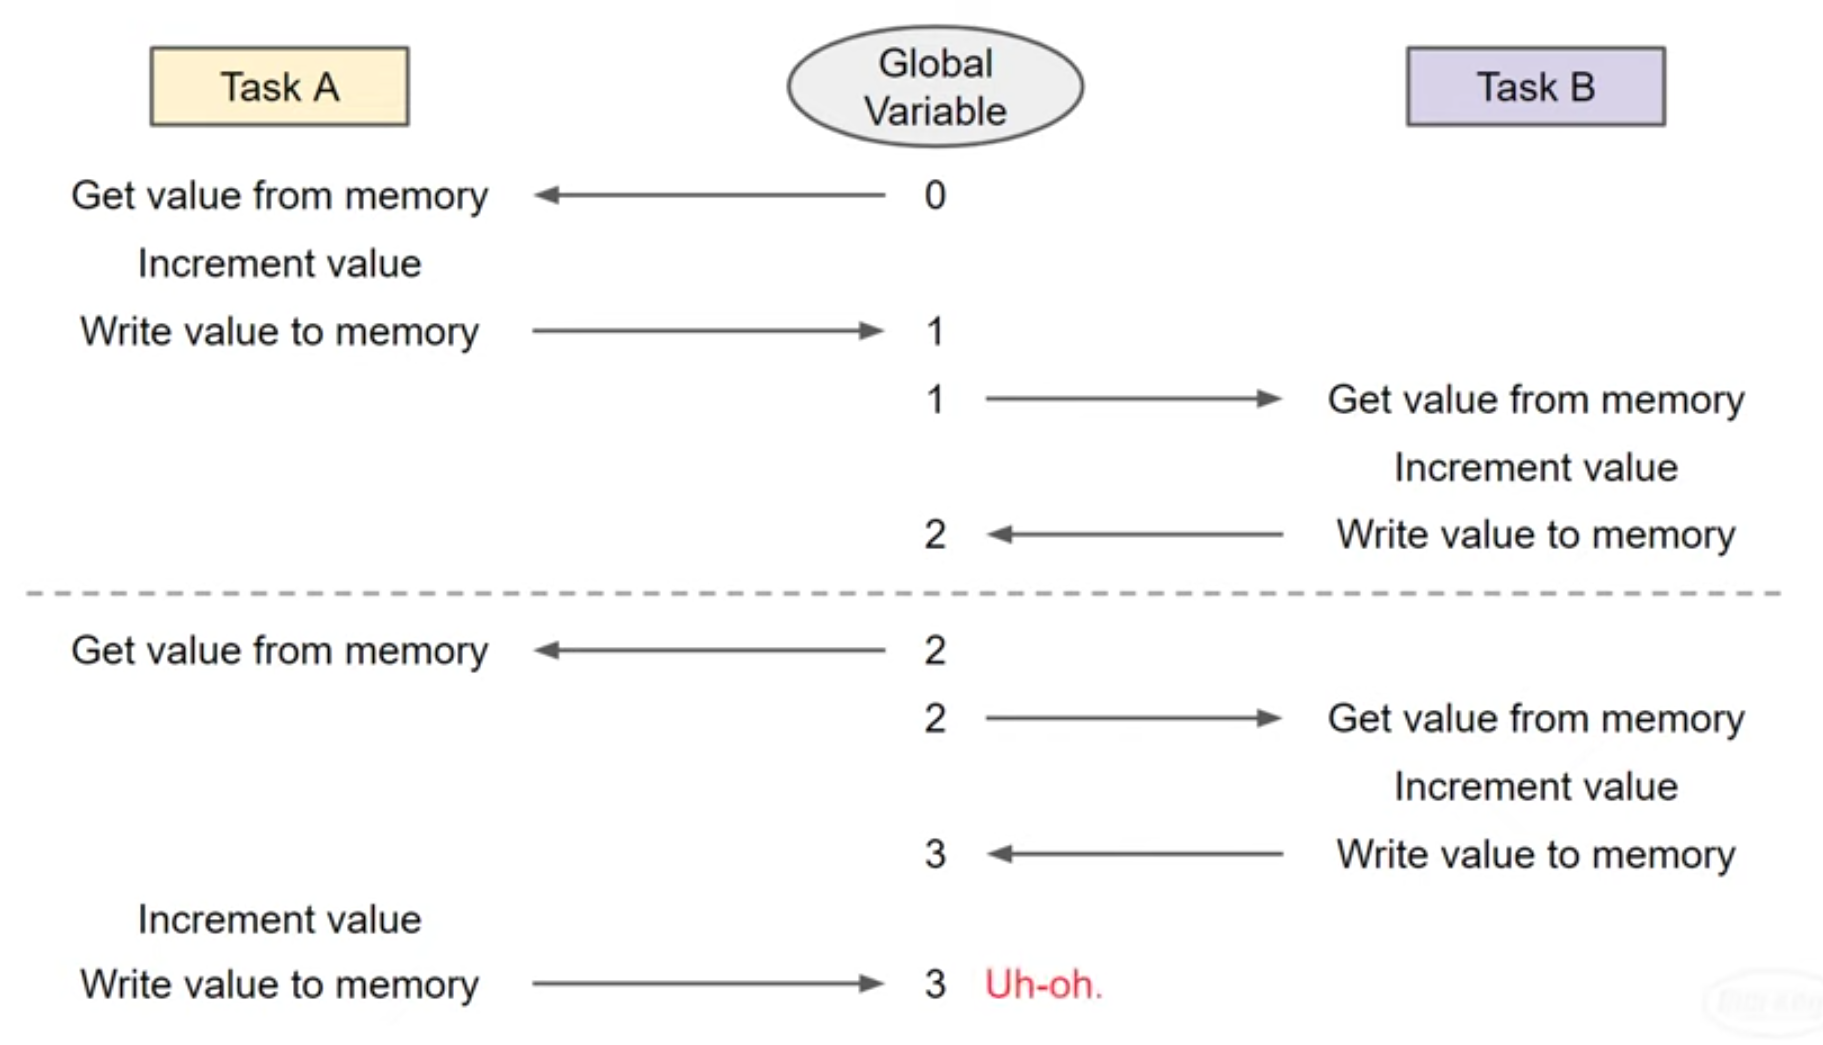 Task A
Global
Variable
Task B
Get value from memory
0
Increment value
Write value to memory
1
1
Get value from memory
Increment value
2
Write value to memory
Get value from memory
2
2
Get value from memory
Increment value
3
Write value to memory
Increment value
Write value to memory
3
Uh-oh.